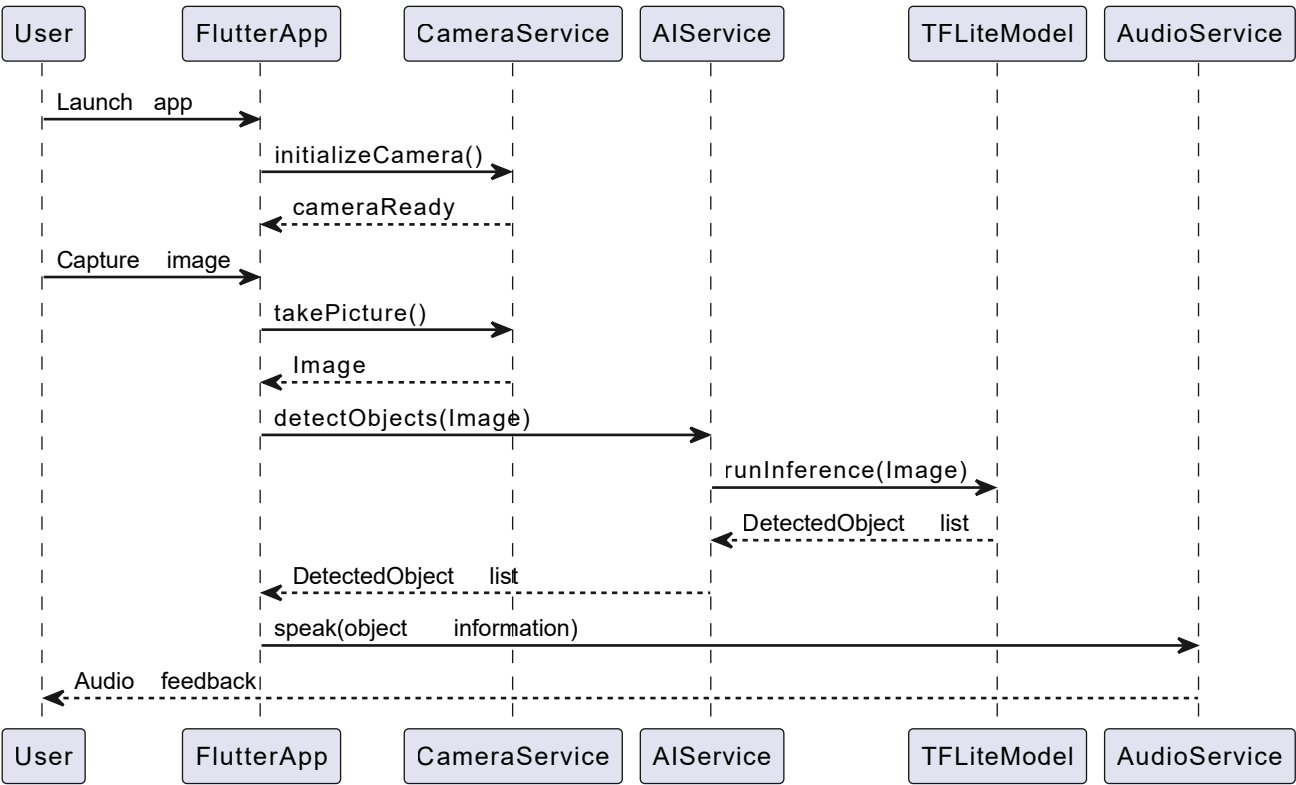 User FlutterApp CameraService AIService TFLiteModel AudioService
Launch app
initializeCamera()
cameraReady
Capture image
takePicture()
Image
detectObjects(Image)
runInference(Image)
DetectedObject list
DetectedObject list
speak(object information)
Audio feedback
User FlutterApp CameraService AIService TFLiteModel AudioService